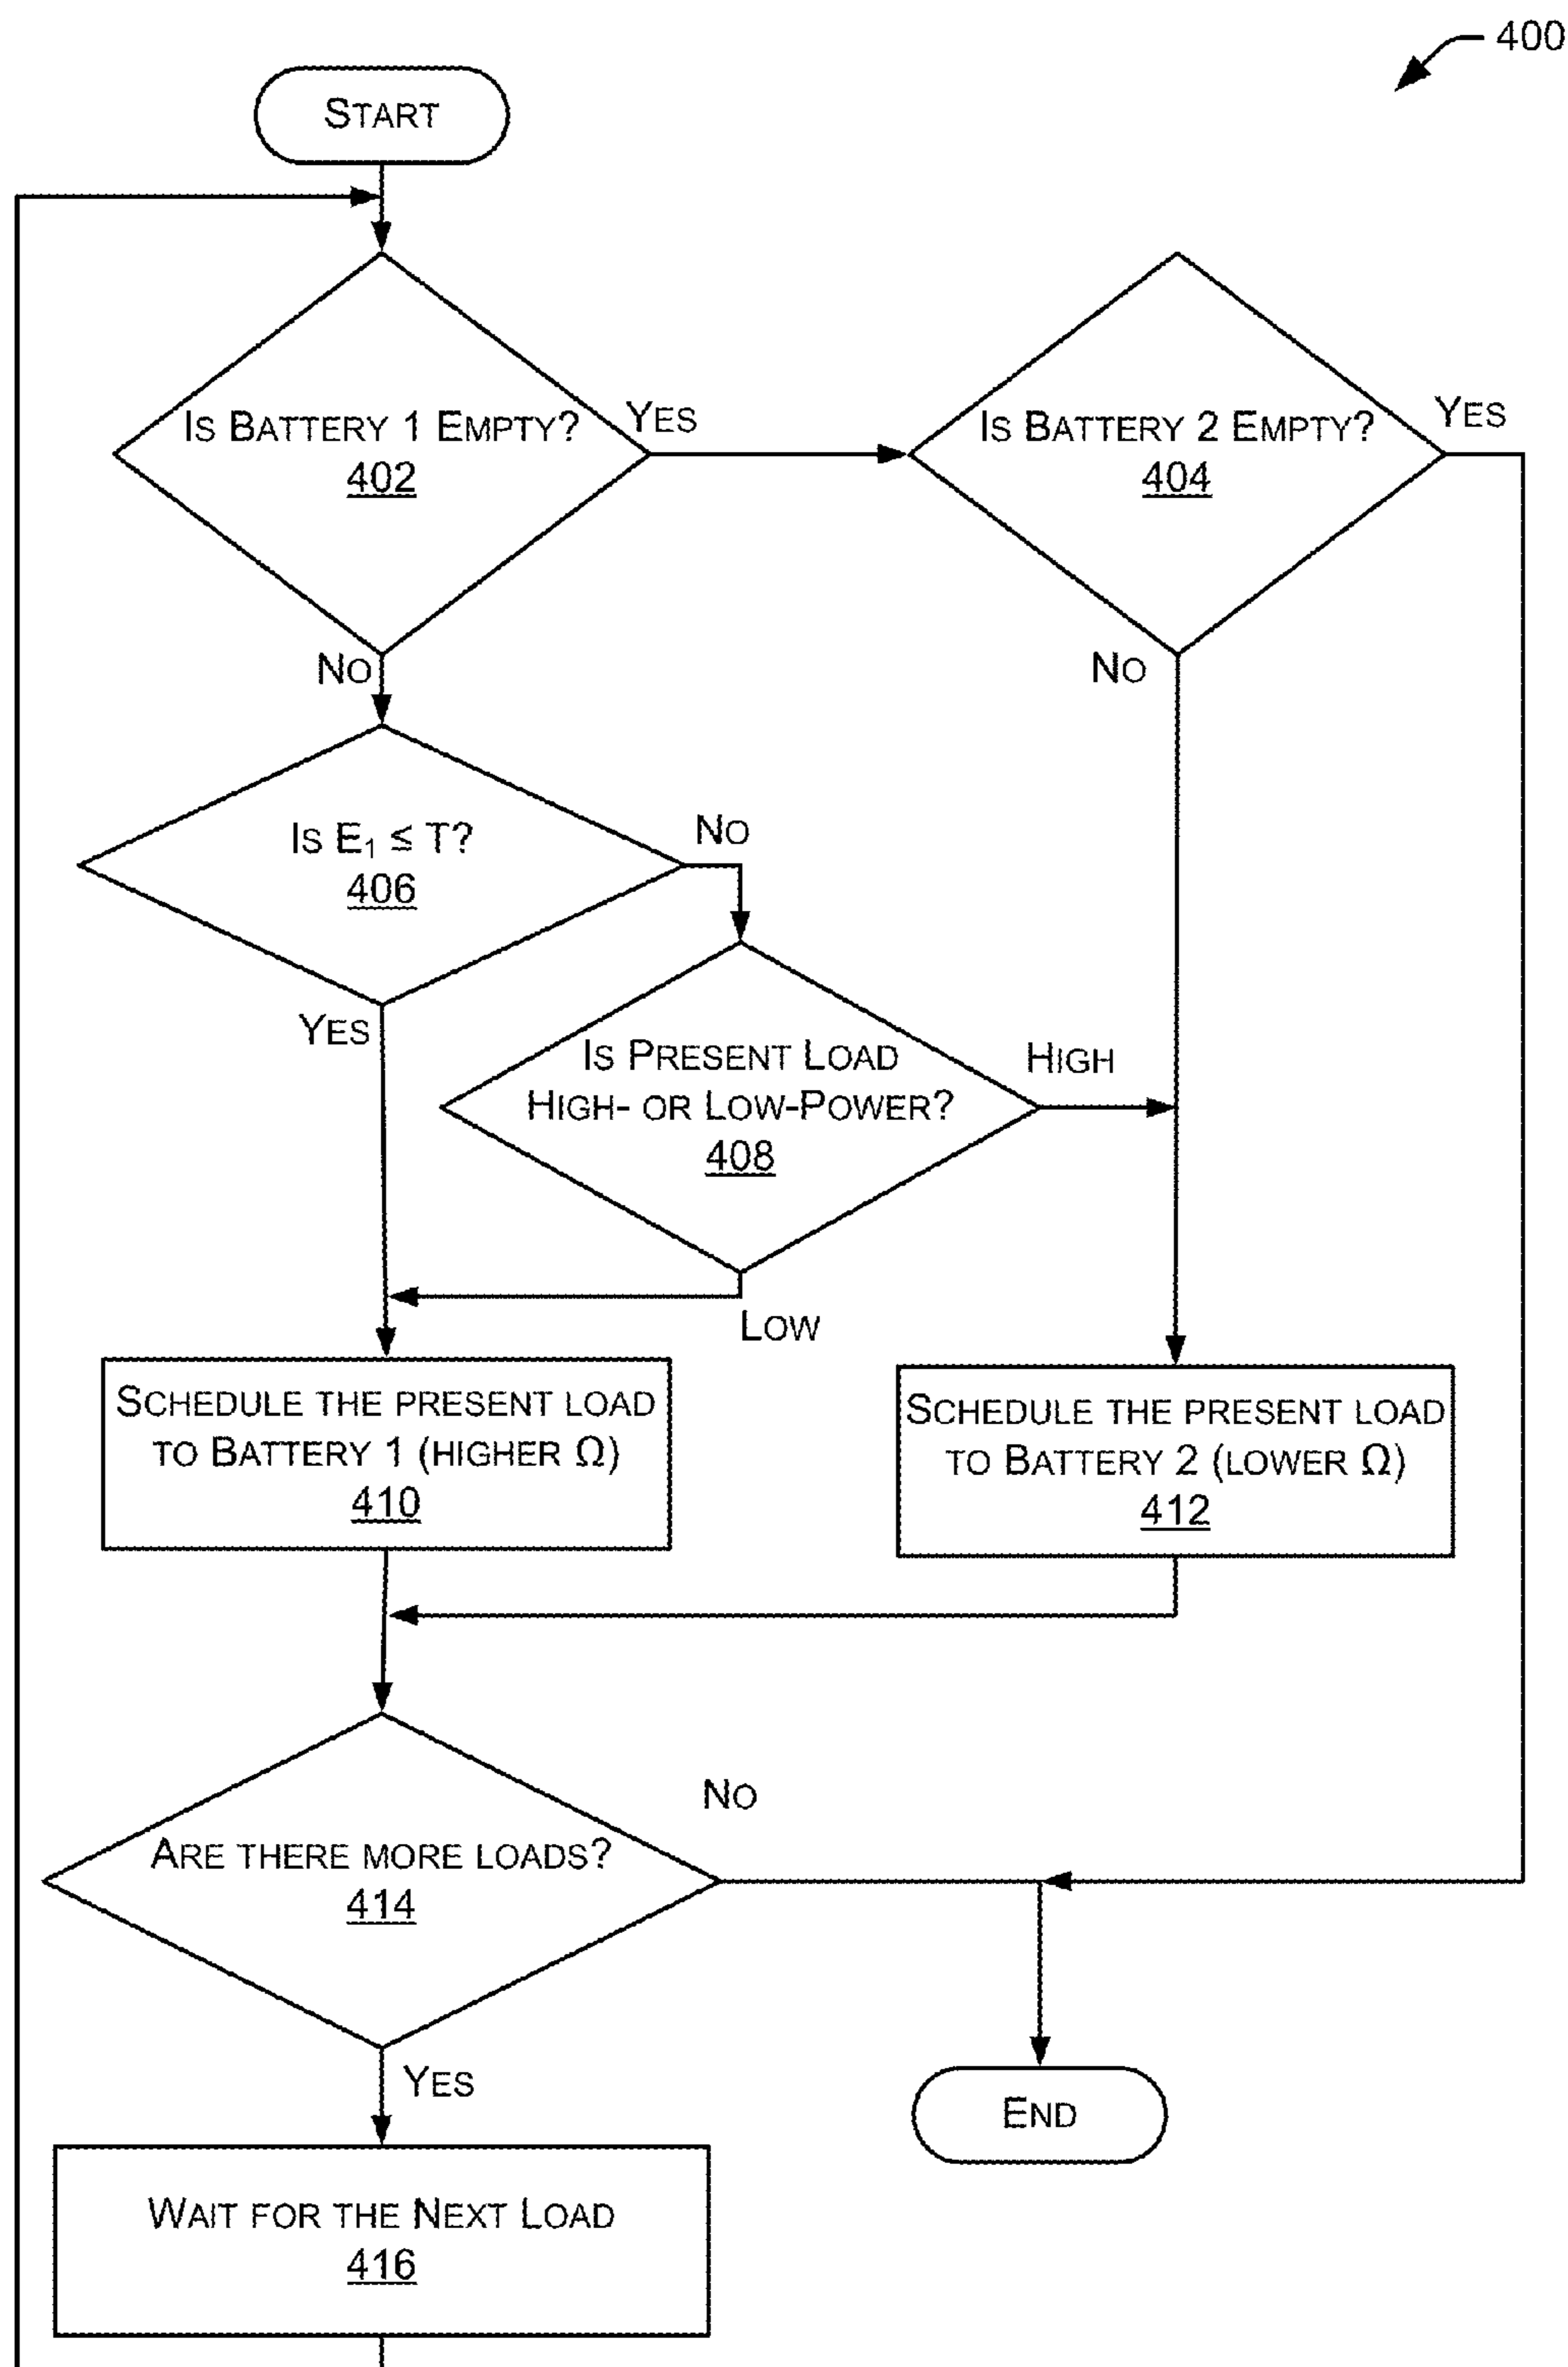 400
START
IS BATTERY 1 EMPTY?
402
YES
IS BATTERY 2 EMPTY?
404
YES
NO
NO
IS E₁ ≤ T?
406
NO
YES
IS PRESENT LOAD
HIGH- OR LOW-POWER?
408
HIGH
LOW
SCHEDULE THE PRESENT LOAD
TO BATTERY 1 (HIGHER Ω)
410
SCHEDULE THE PRESENT LOAD
TO BATTERY 2 (LOWER Ω)
412
NO
ARE THERE MORE LOADS?
414
YES
END
WAIT FOR THE NEXT LOAD
416